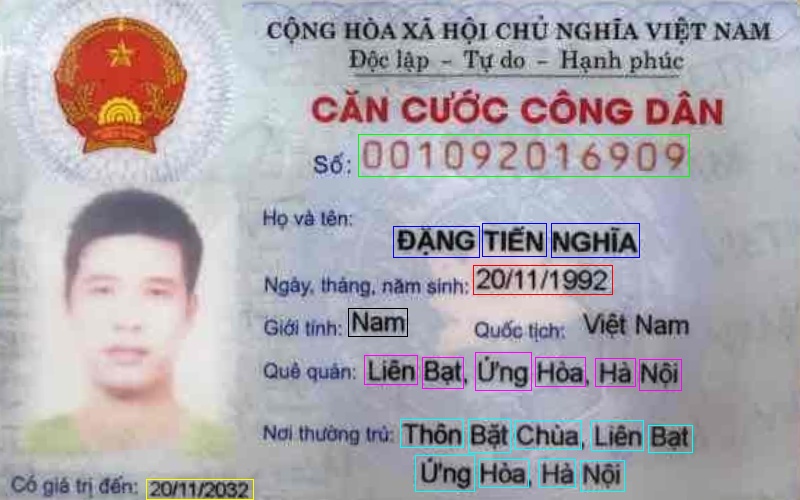 CỘNG HÒA XÃ HỘI CHỦ NGHĨA VIỆT NAM
Độc lập - Tự do - Hạnh phúc
CĂN CƯỚC CÔNG DÂN
Số: 001092016909
Họ và tên:
ĐẶNG TIẾN NGHĨA
Ngày, tháng, năm sinh: 20/11/1992
Giới tính: Nam Quốc tịch: Việt Nam
Quê quán: Liên Bạt, Ứng Hòa, Hà Nội
Nơi thường trú: Thôn Bặt Chùa, Liên Bạt
Ứng Hòa, Hà Nội
Có giá trị đến: 20/11/2032